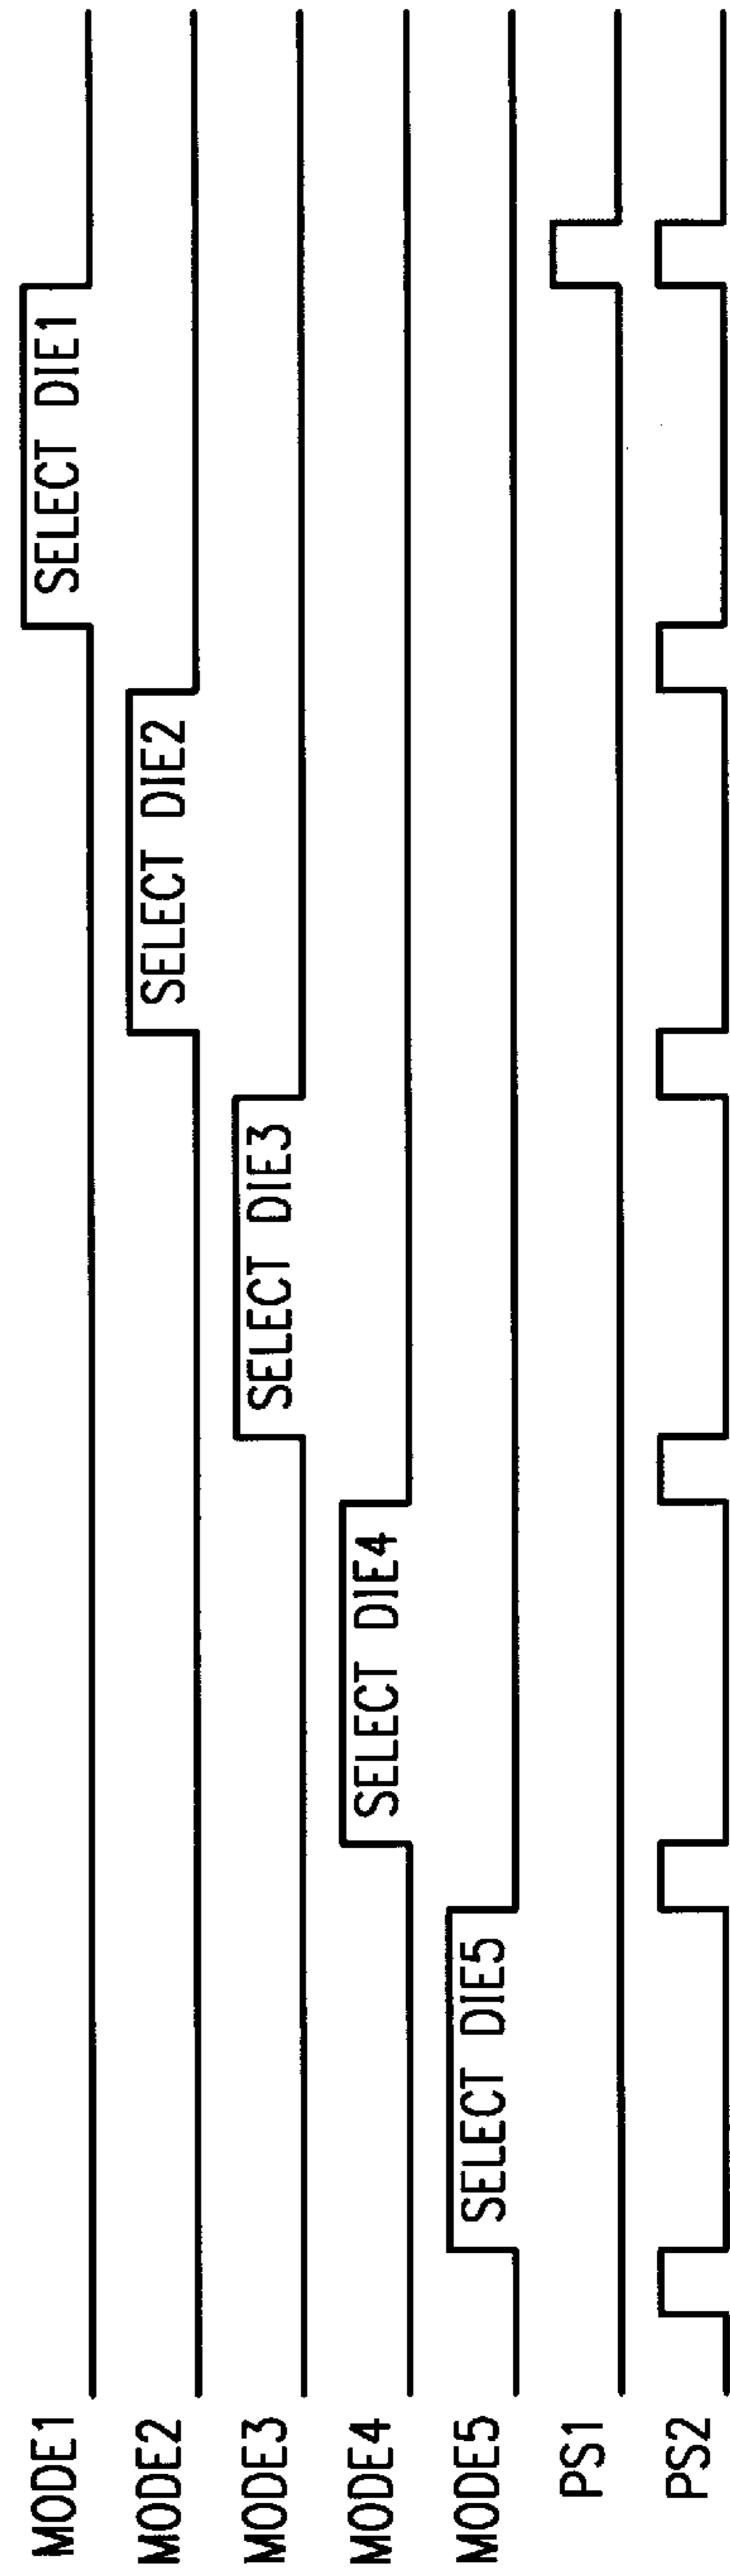 MODE1
SELECT DIE1
MODE2
SELECT DIE2
MODE3
SELECT DIE3
MODE4
SELECT DIE4
MODE5
SELECT DIE5
PS1
PS2